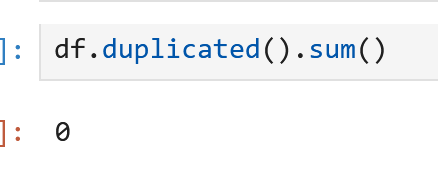 ]: df.duplicated().sum()
]: 0